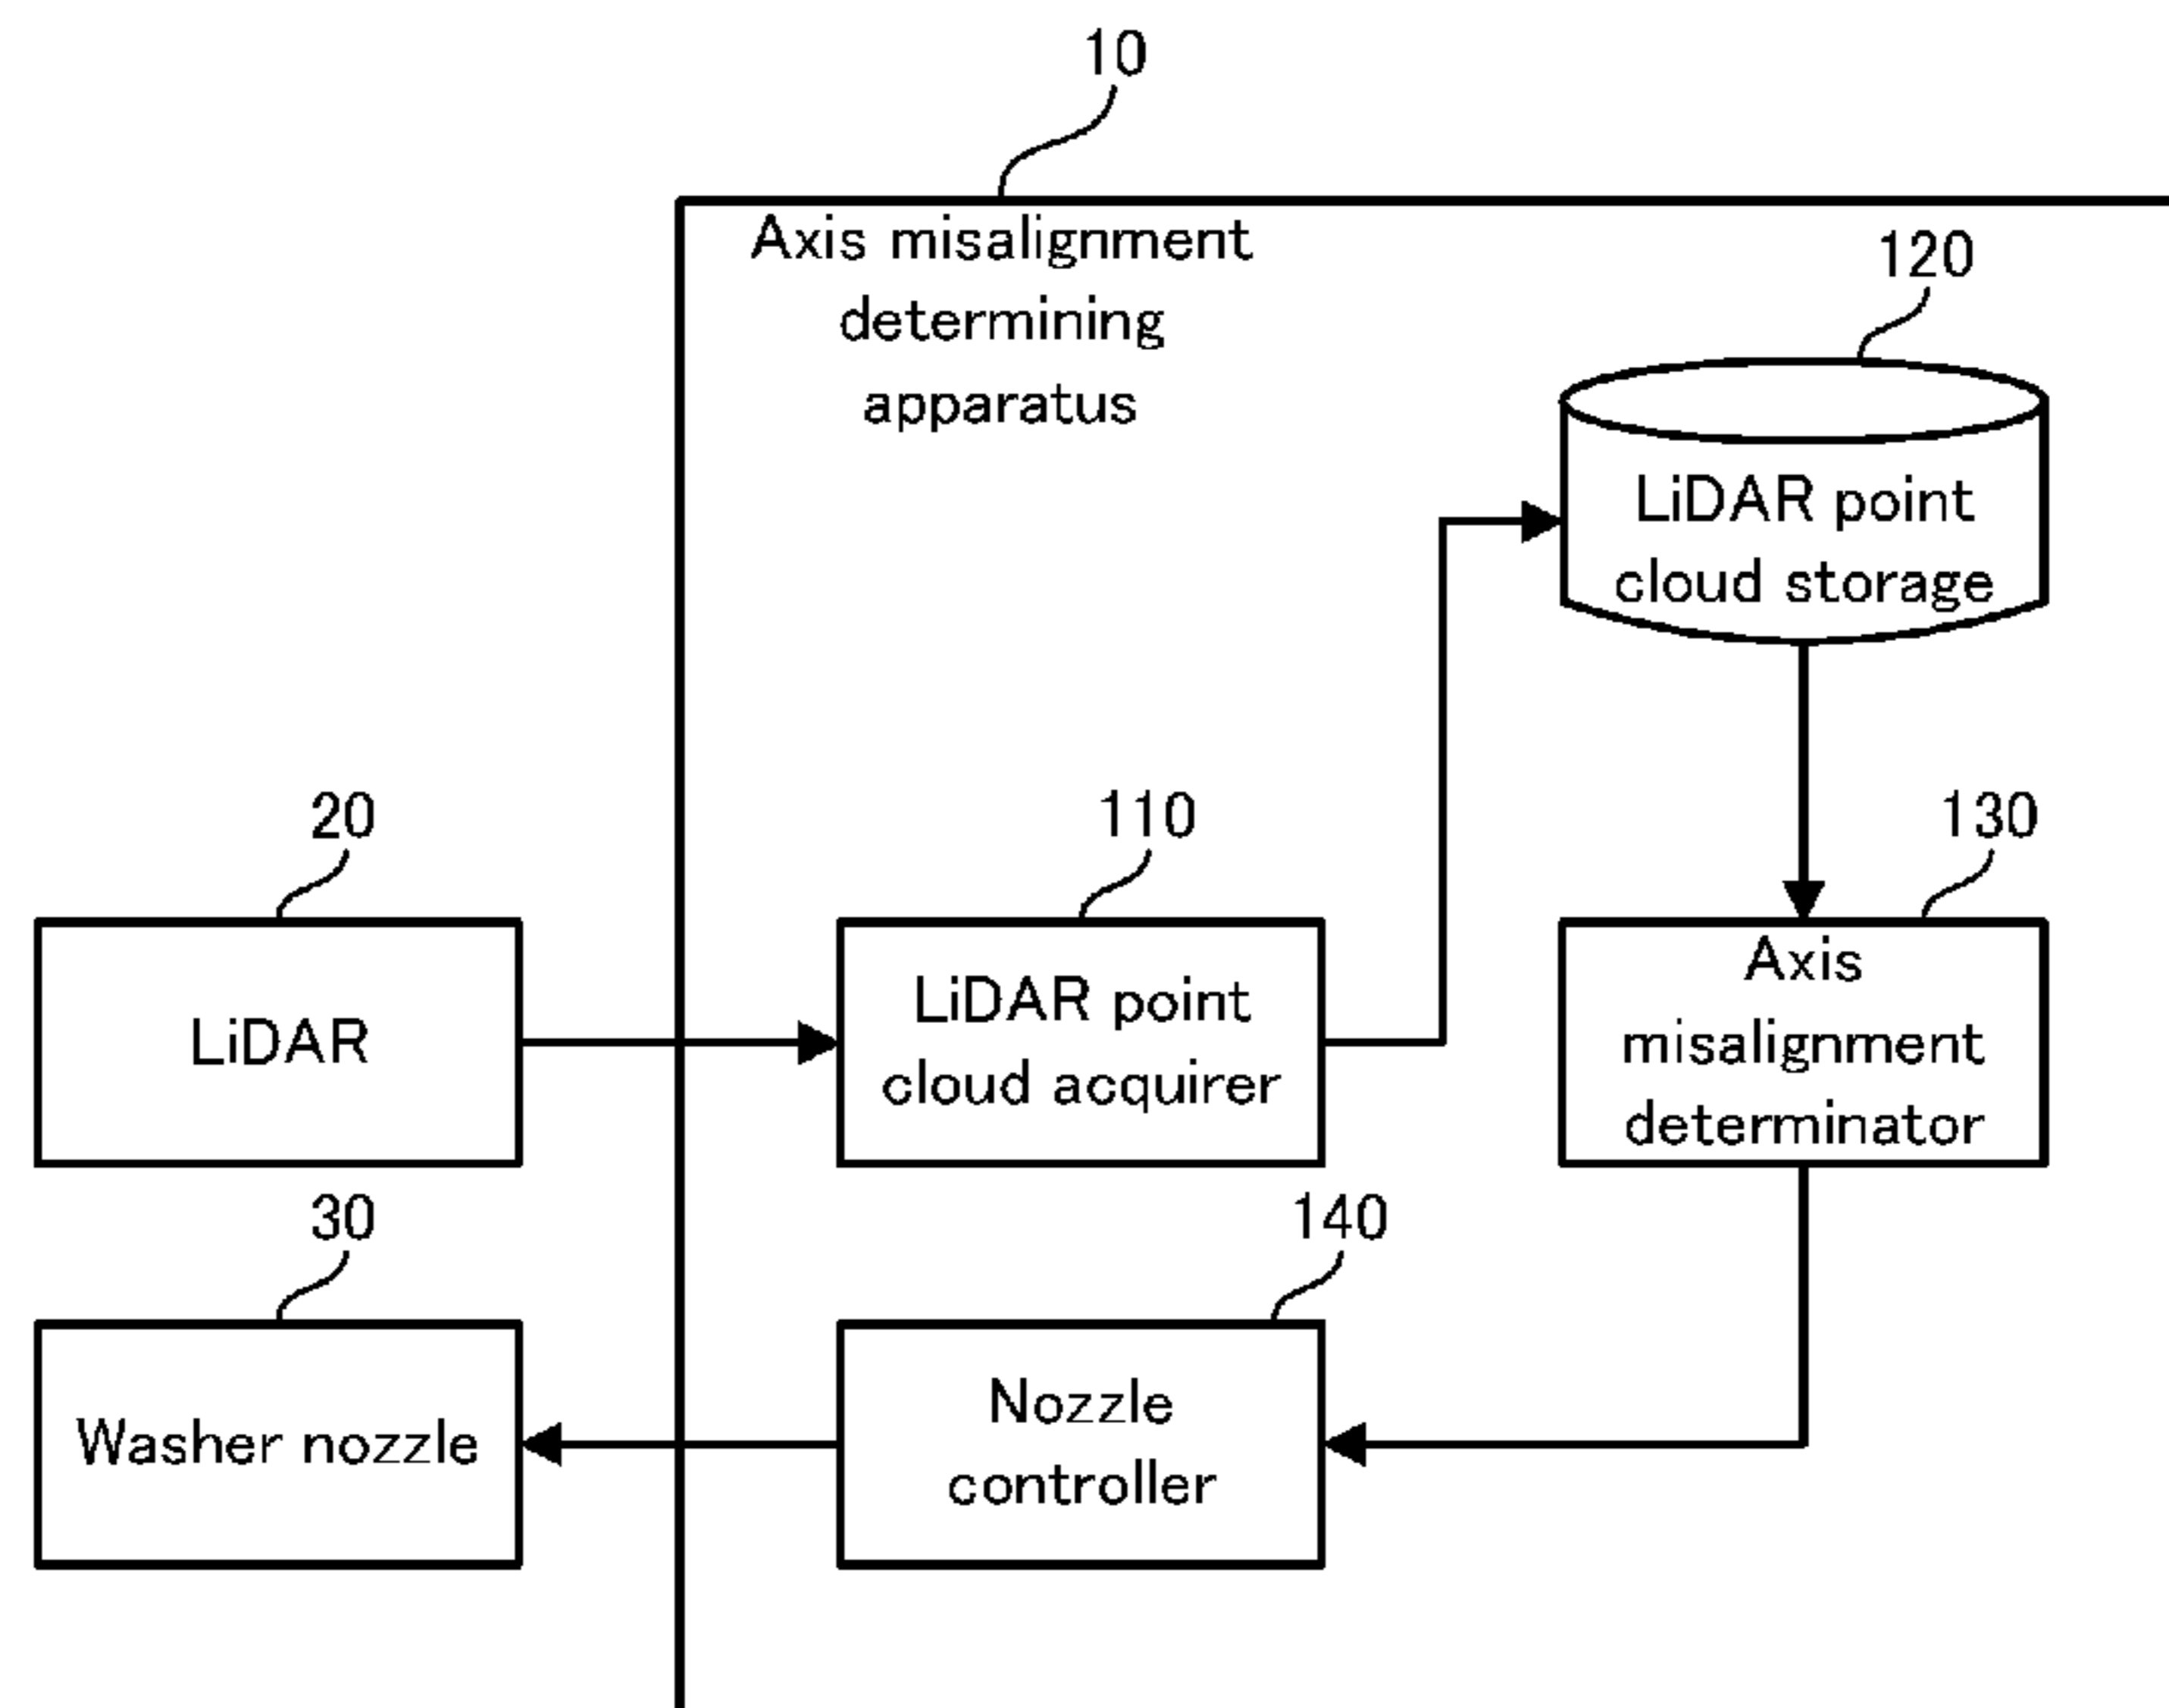 10
Axis misalignment
determining
apparatus
120
LiDAR point
cloud storage
20
110
130
LiDAR
LiDAR point
cloud acquirer
Axis
misalignment
determinator
30
140
Washer nozzle
Nozzle
controller